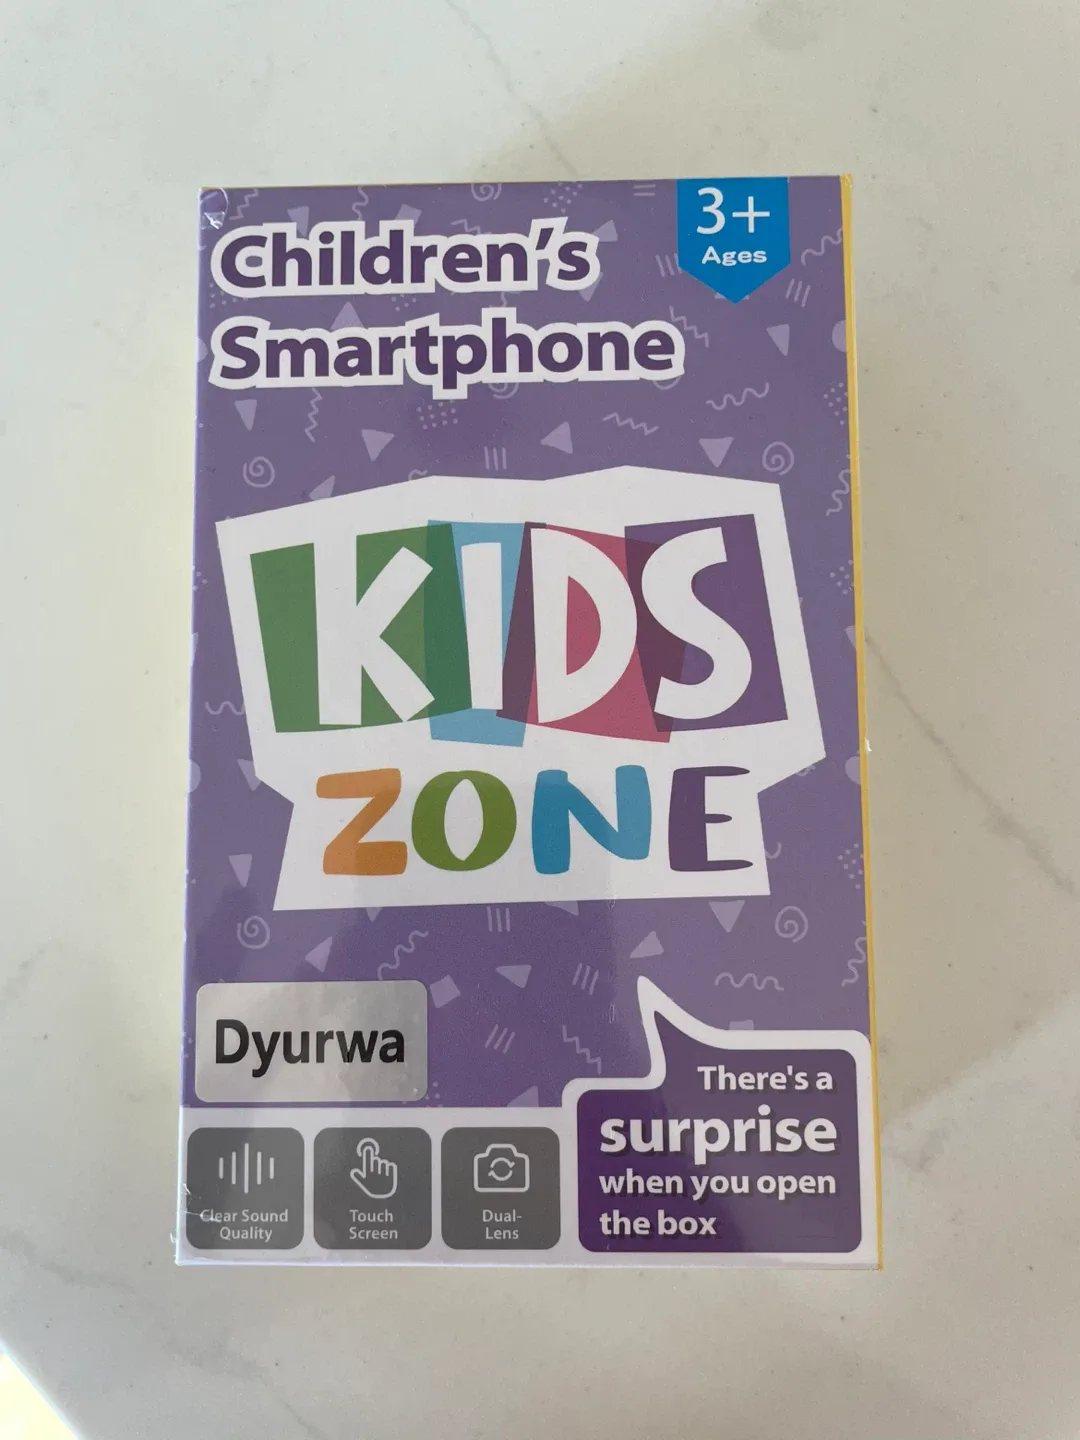 Children's
Smartphone
3+
Ages
KIDS
ZONE
Dyurwa
Clear Sound
Quality
Touch
Screen
Dual-
Lens
There's a
surprise
when you open
the box